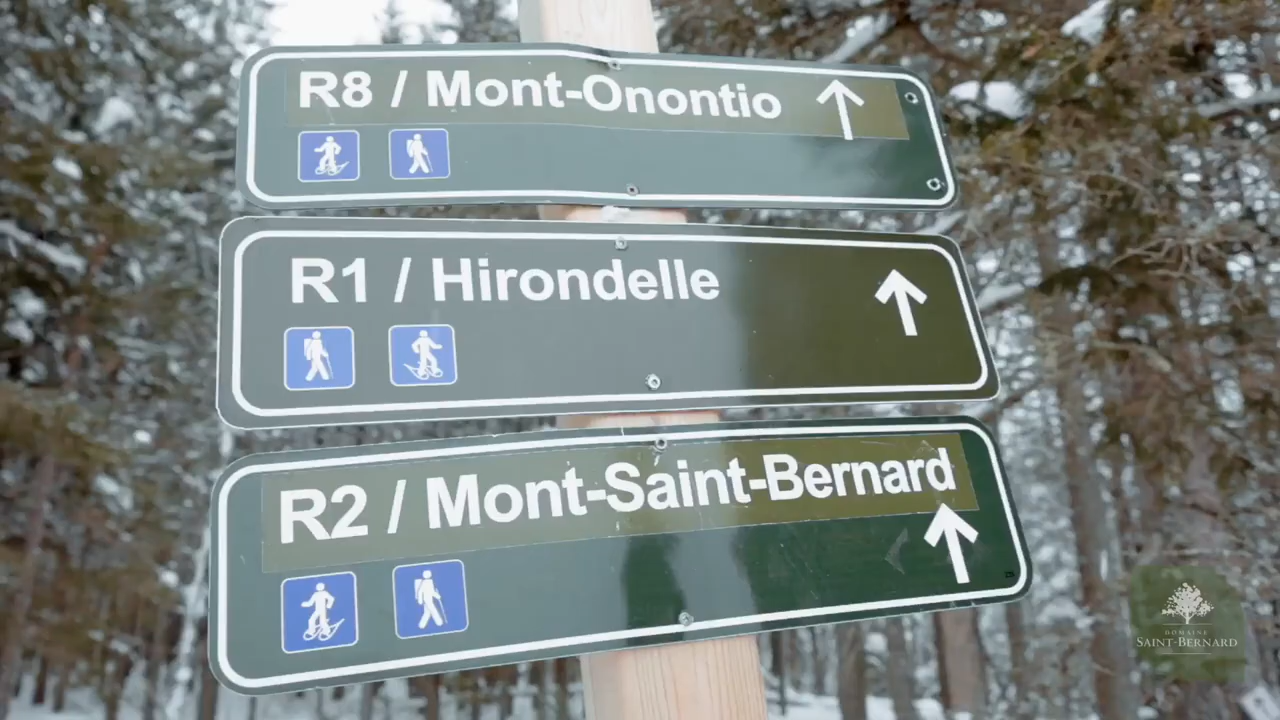 R8 / Mont-Onontio
R1 / Hirondelle
R2 / Mont-Saint-Bernard
DOMAINE
SAINT-BERNARD